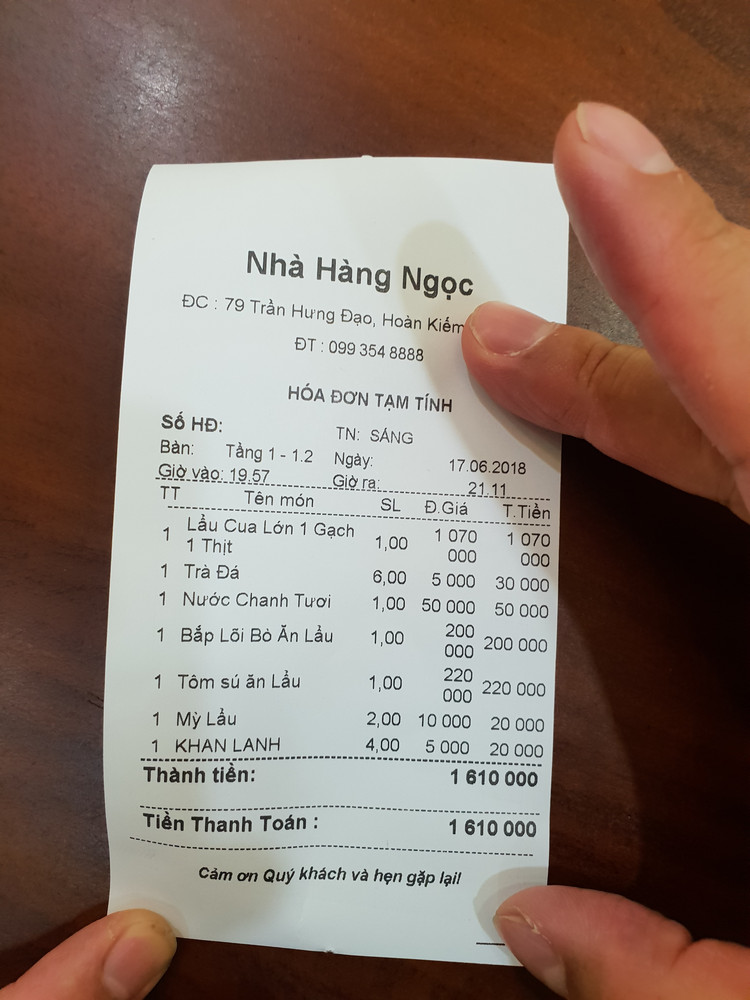 Nhà Hàng Ngọc
ĐC : 79 Trần Hưng Đạo, Hoàn Kiếm
ĐT : 099 354 8888
HÓA ĐƠN TẠM TÍNH
Số HĐ:
TN: SÁNG
Bàn: Tầng 1 - 1.2 Ngày: 17.06.2018
Giờ vào: 19.57 Giờ ra: 21.11
TT Tên món SL Đ.Giá T.Tiền
1 Lẩu Cua Lớn 1 Gạch 1 Thịt 1,00 1 070 000 1 070 000
1 Trà Đá 6,00 5 000 30 000
1 Nước Chanh Tươi 1,00 50 000 50 000
1 Bắp Lõi Bò Ăn Lẩu 1,00 200 000 200 000
1 Tôm sú ăn Lẩu 1,00 220 000 220 000
1 Mỳ Lẩu 2,00 10 000 20 000
1 KHAN LANH 4,00 5 000 20 000
Thành tiền: 1 610 000
Tiền Thanh Toán : 1 610 000
Cảm ơn Quý khách và hẹn gặp lại!